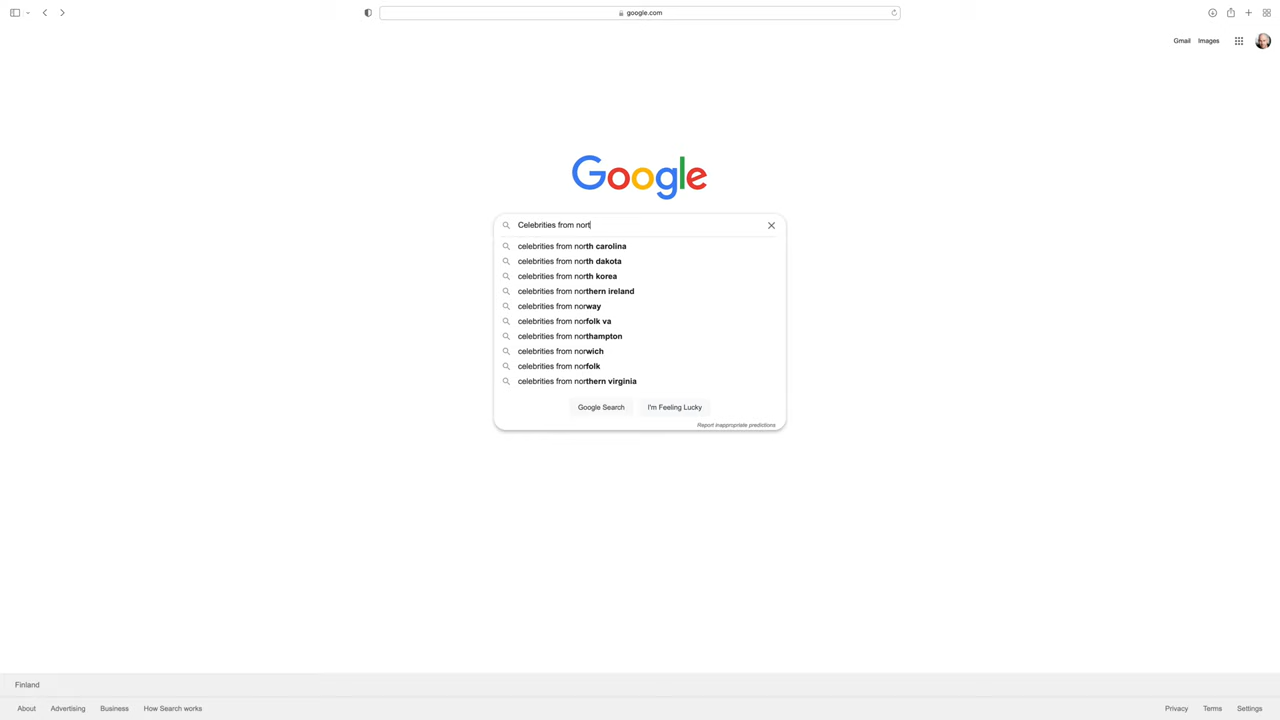 google.com
Gmail Images
Google
Celebrities from nort
celebrities from north carolina
celebrities from north dakota
celebrities from north korea
celebrities from northern ireland
celebrities from norway
celebrities from norfolk va
celebrities from northampton
celebrities from norwich
celebrities from norfolk
celebrities from northern virginia
Google Search I'm Feeling Lucky
Report inappropriate predictions
Finland
About Advertising Business How Search works Privacy Terms Settings